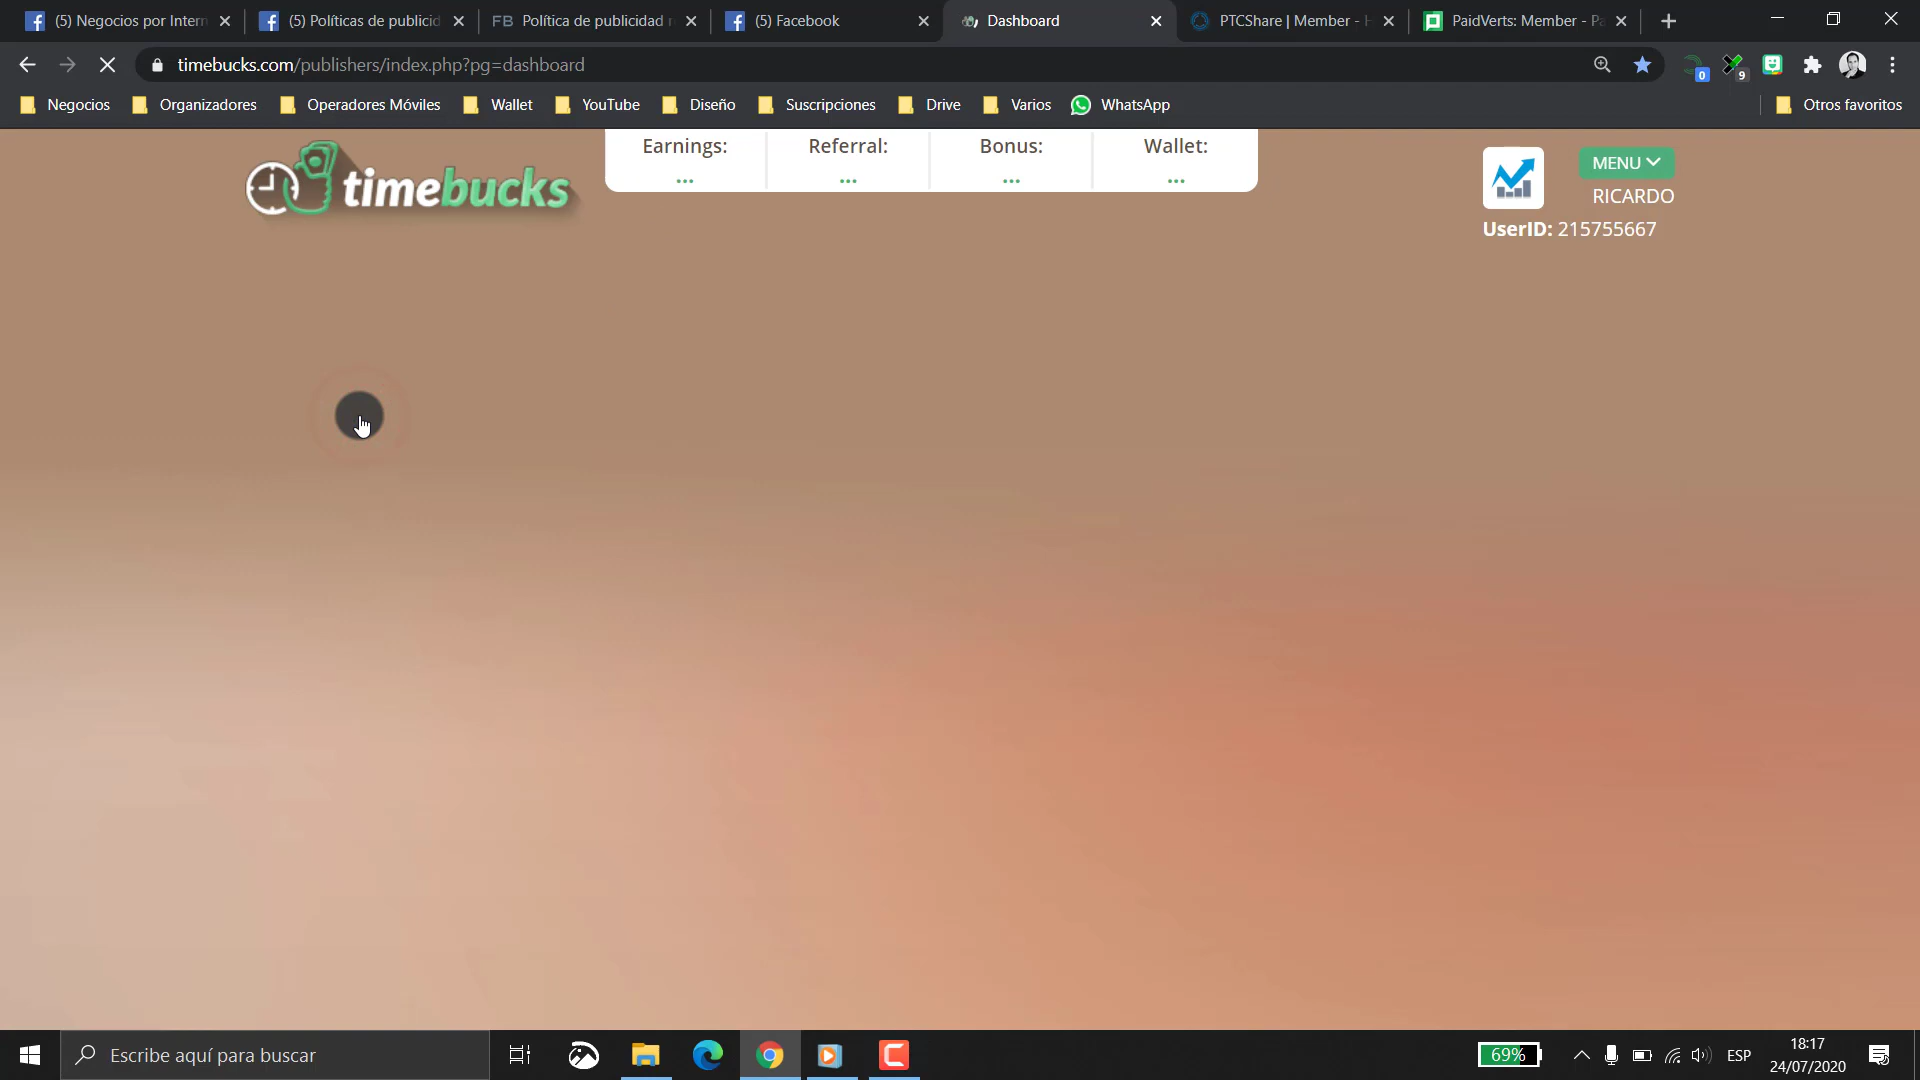 (5) Negocios por Intern
(5) Políticas de publicid
FB Política de publicidad r
(5) Facebook
Dashboard
PTCShare | Member - H
PaidVerts: Member - Pa
timebucks.com/publishers/index.php?pg=dashboard
0
9
Negocios
Organizadores
Operadores Móviles
Wallet
YouTube
Diseño
Suscripciones
Drive
Varios
WhatsApp
Otros favoritos
timebucks
Earnings:
...
Referral:
...
Bonus:
...
Wallet:
...
MENU
RICARDO
UserID: 215755667
Escribe aquí para buscar
69%
ESP
18:17
24/07/2020